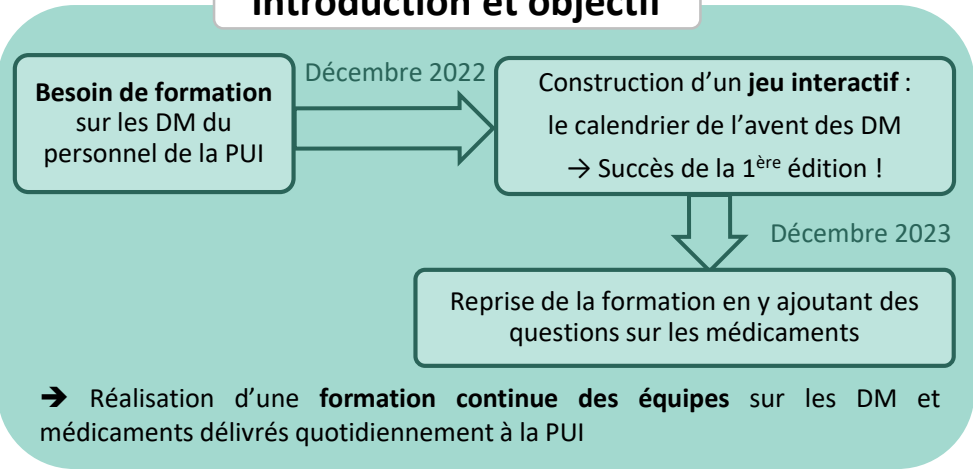 Introduction et objectif
Besoin de formation
sur les DM du
personnel de la PUI
Décembre 2022
Construction d'un jeu interactif :
le calendrier de l'avent des DM
→ Succès de la 1ère édition !
Décembre 2023
Reprise de la formation en y ajoutant des
questions sur les médicaments
➔ Réalisation d'une formation continue des équipes sur les DM et
médicaments délivrés quotidiennement à la PUI